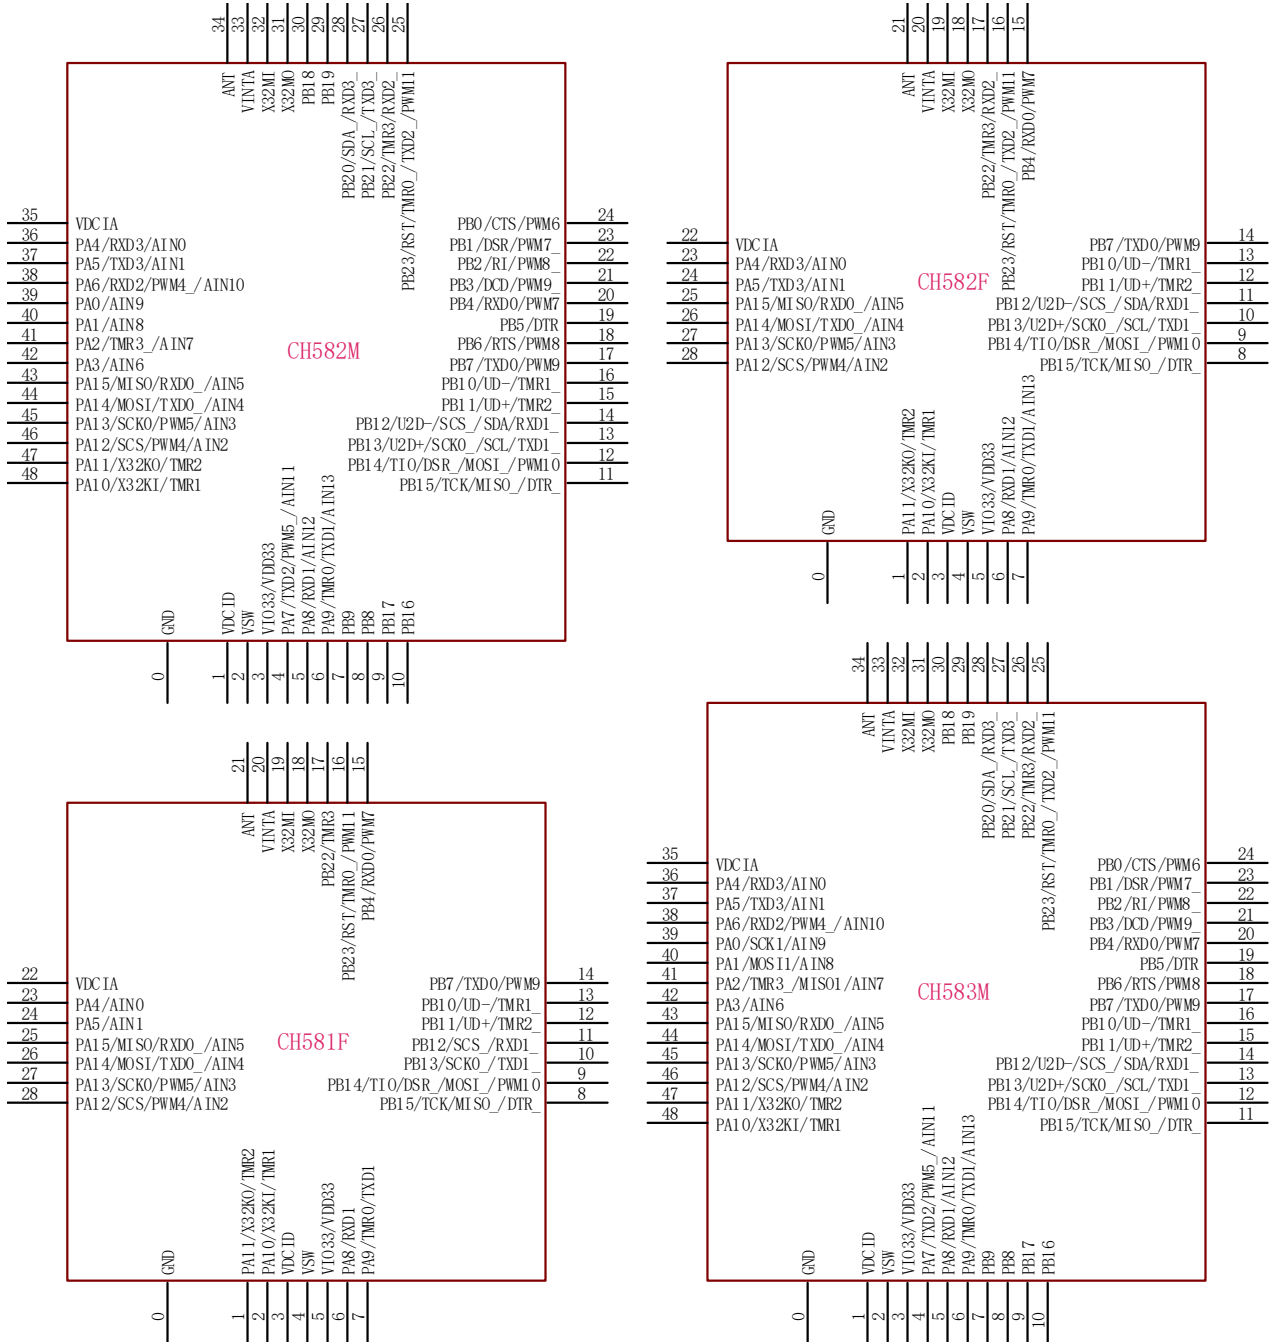 CH582M
34 ANT
33 VINTA
32 X32MI
31 X32MO
30 PB18
29 PB19
28 PB20/SDA_/RXD3_
27 PB21/SCL_/TXD3_
26 PB22/TMR3/RXD2_
25 PB23/RST/TMR0_/TXD2_/PWM11
35 VDCIA
36 PA4/RXD3/AIN0
37 PA5/TXD3/AIN1
38 PA6/RXD2/PWM4_/AIN10
39 PA0/AIN9
40 PA1/AIN8
41 PA2/TMR3_/AIN7
42 PA3/AIN6
43 PA15/MISO/RXD0_/AIN5
44 PA14/MOSI/TXD0_/AIN4
45 PA13/SCK0/PWM5/AIN3
46 PA12/SCS/PWM4/AIN2
47 PA11/X32KO/TMR2
48 PA10/X32KI/TMR1
PB0/CTS/PWM6 24
PB1/DSR/PWM7_ 23
PB2/RI/PWM8_ 22
PB3/DCD/PWM9_ 21
PB4/RXD0/PWM7 20
PB5/DTR 19
PB6/RTS/PWM8 18
PB7/TXD0/PWM9 17
PB10/UD-/TMR1_ 16
PB11/UD+/TMR2_ 15
PB12/U2D-/SCS_/SDA/RXD1_ 14
PB13/U2D+/SCK0_/SCL/TXD1_ 13
PB14/TIO/DSR_/MOSI_/PWM10 12
PB15/TCK/MISO_/DTR_ 11
0 GND
1 VDCID
2 VSW
3 VIO33/VDD33
4 PA7/TXD2/PWM5_/AIN11
5 PA8/RXD1/AIN12
6 PA9/TMR0/TXD1/AIN13
7 PB9
8 PB8
9 PB17
10 PB16
CH582F
21 ANT
20 VINTA
19 X32MI
18 X32MO
17 PB22/TMR3/RXD2_
16 PB23/RST/TMR0_/TXD2_/PWM11
15 PB4/RXD0/PWM7
22 VDCIA
23 PA4/RXD3/AIN0
24 PA5/TXD3/AIN1
25 PA15/MISO/RXD0_/AIN5
26 PA14/MOSI/TXD0_/AIN4
27 PA13/SCK0/PWM5/AIN3
28 PA12/SCS/PWM4/AIN2
PB7/TXD0/PWM9 14
PB10/UD-/TMR1_ 13
PB11/UD+/TMR2_ 12
PB12/U2D-/SCS_/SDA/RXD1_ 11
PB13/U2D+/SCK0_/SCL/TXD1_ 10
PB14/TIO/DSR_/MOSI_/PWM10 9
PB15/TCK/MISO_/DTR_ 8
0 GND
1 PA11/X32KO/TMR2
2 PA10/X32KI/TMR1
3 VDCID
4 VSW
5 VIO33/VDD33
6 PA8/RXD1/AIN12
7 PA9/TMR0/TXD1/AIN13
CH581F
21 ANT
20 VINTA
19 X32MI
18 X32MO
17 PB22/TMR3
16 PB23/RST/TMR0_/PWM11
15 PB4/RXD0/PWM7
22 VDCIA
23 PA4/AIN0
24 PA5/AIN1
25 PA15/MISO/RXD0_/AIN5
26 PA14/MOSI/TXD0_/AIN4
27 PA13/SCK0/PWM5/AIN3
28 PA12/SCS/PWM4/AIN2
PB7/TXD0/PWM9 14
PB10/UD-/TMR1_ 13
PB11/UD+/TMR2_ 12
PB12/SCS_/RXD1_ 11
PB13/SCK0_/TXD1_ 10
PB14/TIO/DSR_/MOSI_/PWM10 9
PB15/TCK/MISO_/DTR_ 8
0 GND
1 PA11/X32KO/TMR2
2 PA10/X32KI/TMR1
3 VDCID
4 VSW
5 VIO33/VDD33
6 PA8/RXD1
7 PA9/TMR0/TXD1
CH583M
34 ANT
33 VINTA
32 X32MI
31 X32MO
30 PB18
29 PB19
28 PB20/SDA_/RXD3_
27 PB21/SCL_/TXD3_
26 PB22/TMR3/RXD2_
25 PB23/RST/TMR0_/TXD2_/PWM11
35 VDCIA
36 PA4/RXD3/AIN0
37 PA5/TXD3/AIN1
38 PA6/RXD2/PWM4_/AIN10
39 PA0/SCK1/AIN9
40 PA1/MOSI1/AIN8
41 PA2/TMR3_/MISO1/AIN7
42 PA3/AIN6
43 PA15/MISO/RXD0_/AIN5
44 PA14/MOSI/TXD0_/AIN4
45 PA13/SCK0/PWM5/AIN3
46 PA12/SCS/PWM4/AIN2
47 PA11/X32KO/TMR2
48 PA10/X32KI/TMR1
PB0/CTS/PWM6 24
PB1/DSR/PWM7_ 23
PB2/RI/PWM8_ 22
PB3/DCD/PWM9_ 21
PB4/RXD0/PWM7 20
PB5/DTR 19
PB6/RTS/PWM8 18
PB7/TXD0/PWM9 17
PB10/UD-/TMR1_ 16
PB11/UD+/TMR2_ 15
PB12/U2D-/SCS_/SDA/RXD1_ 14
PB13/U2D+/SCK0_/SCL/TXD1_ 13
PB14/TIO/DSR_/MOSI_/PWM10 12
PB15/TCK/MISO_/DTR_ 11
0 GND
1 VDCID
2 VSW
3 VIO33/VDD33
4 PA7/TXD2/PWM5_/AIN11
5 PA8/RXD1/AIN12
6 PA9/TMR0/TXD1/AIN13
7 PB9
8 PB8
9 PB17
10 PB16